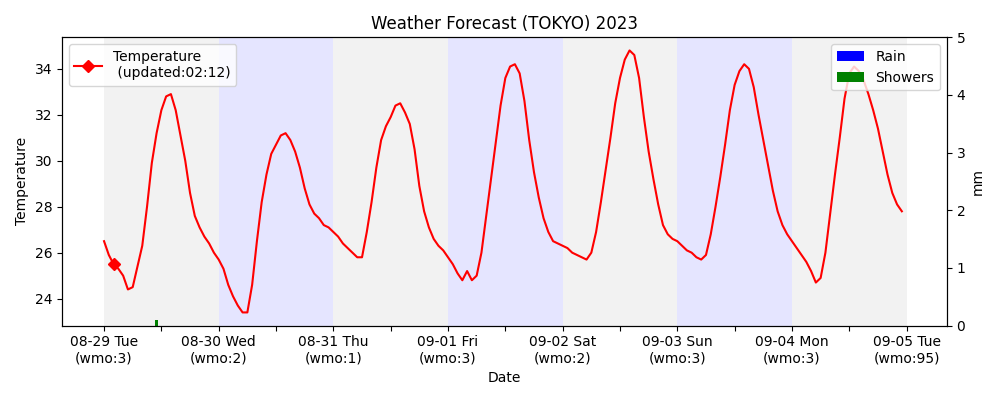 Weather Forecast (TOKYO) 2023
Temperature
(updated:02:12)
Rain
Showers
34
32
30
28
26
24
Temperature
5
4
3
2
1
0
mm
08-29 Tue
(wmo:3)
08-30 Wed
(wmo:2)
08-31 Thu
(wmo:1)
09-01 Fri
(wmo:3)
09-02 Sat
(wmo:2)
09-03 Sun
(wmo:3)
09-04 Mon
(wmo:3)
09-05 Tue
(wmo:95)
Date